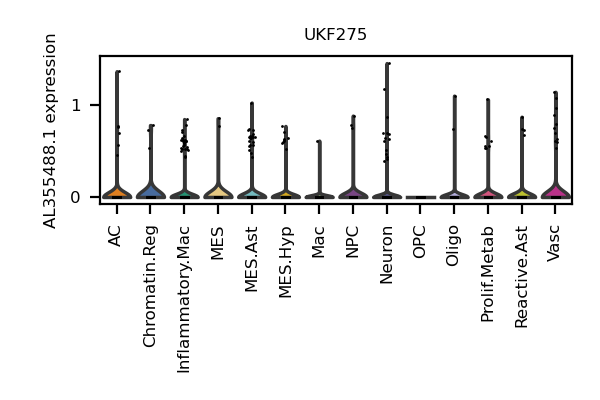 UKF275
AL355488.1 expression
1
0
AC
Chromatin.Reg
Inflammatory.Mac
MES
MES.Ast
MES.Hyp
Mac
NPC
Neuron
OPC
Oligo
Prolif.Metab
Reactive.Ast
Vasc